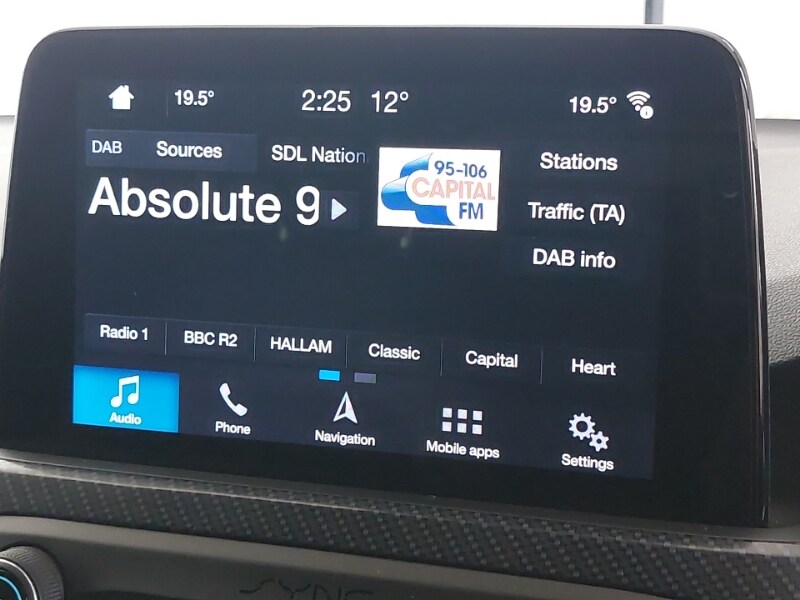 19.5° 2:25 12° 19.5°
DAB Sources SDL Nation Stations
95-106
CAPITAL
FM
Absolute 9
Traffic (TA)
DAB info
Radio 1 BBC R2 HALLAM Classic Capital Heart
Audio Phone Navigation Mobile apps Settings
SYNC